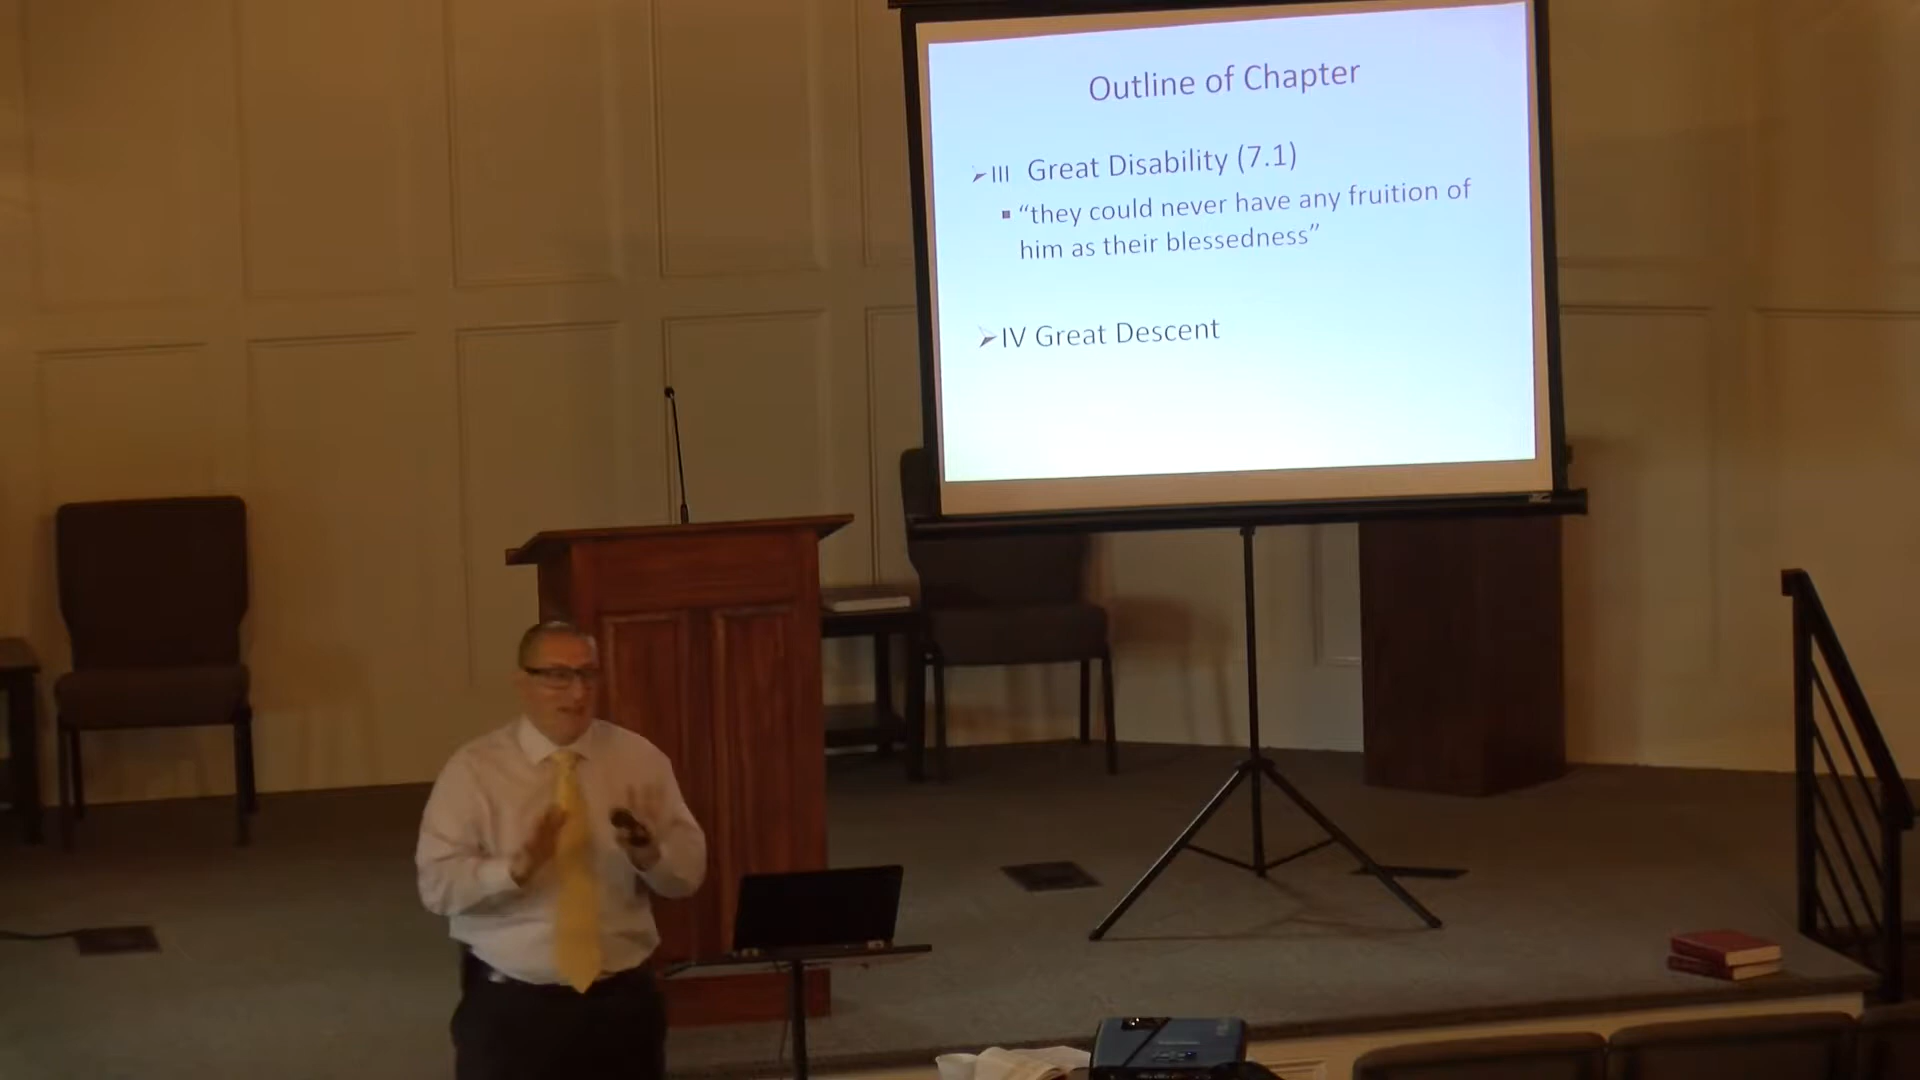 Outline of Chapter
III Great Disability (7.1)
“they could never have any fruition of
him as their blessedness”
IV Great Descent